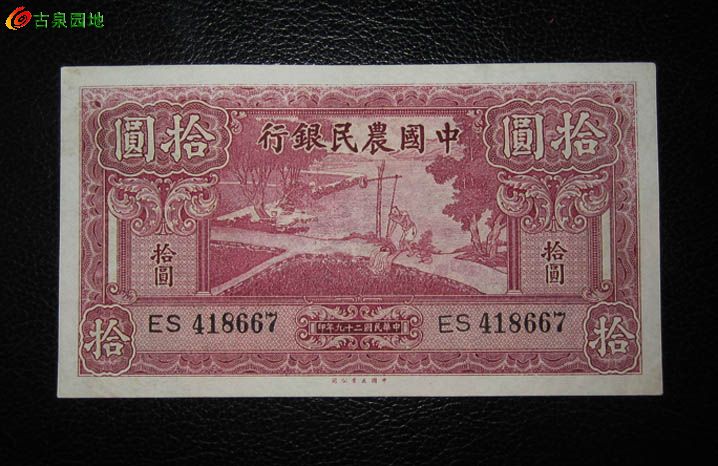 古泉园地
中國農民銀行
拾圓
拾圓
拾圓
拾圓
ES 418667
中華民國二十九年印
ES 418667
拾
拾